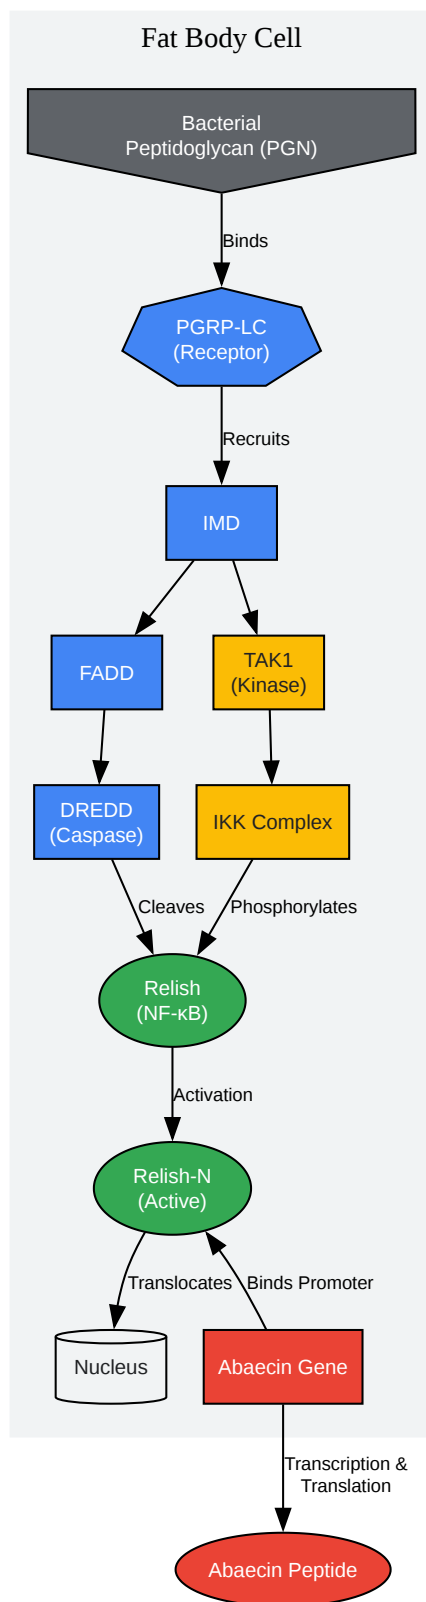 Fat Body Cell
Bacterial
Peptidoglycan (PGN)
Binds
PGRP-LC
(Receptor)
Recruits
IMD
FADD
TAK1
(Kinase)
DREDD
(Caspase)
IKK Complex
Cleaves
Phosphorylates
Relish
(NF-κB)
Activation
Relish-N
(Active)
Translocates
Binds Promoter
Nucleus
Abaecin Gene
Transcription &
Translation
Abaecin Peptide